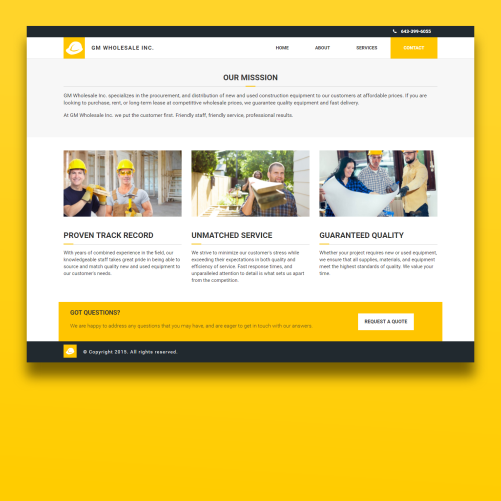 643-399-6055
GM WHOLESALE INC.
HOME ABOUT SERVICES CONTACT
OUR MISSSION
GM Wholesale Inc. specializes in the procurement, and distribution of new and used construction equipment to our customers at affordable prices. If you are
looking to purchase, rent, or long-term lease at competitive wholesale prices, we guarantee quality equipment and fast delivery.
At GM Wholesale Inc. we put the customer first. Friendly staff, friendly service, professional results.
PROVEN TRACK RECORD
With years of combined experience in the field, our
knowledgeable staff takes great pride in being able to
source and match quality new and used equipment to
our customer's needs.
UNMATCHED SERVICE
We strive to minimize our customer's stress while
exceeding their expectations in both quality and
efficiency of service. Fast response times, and
unparalleled attention to detail is what sets us apart
from the competition.
GUARANTEED QUALITY
Whether your project requires new or used equipment,
we ensure that all supplies, materials, and equipment
meet the highest standards of quality. We value your
time.
GOT QUESTIONS?
We are happy to address any questions that you may have, and are eager to get in touch with our answers
REQUEST A QUOTE
© Copyright 2015. All rights reserved.